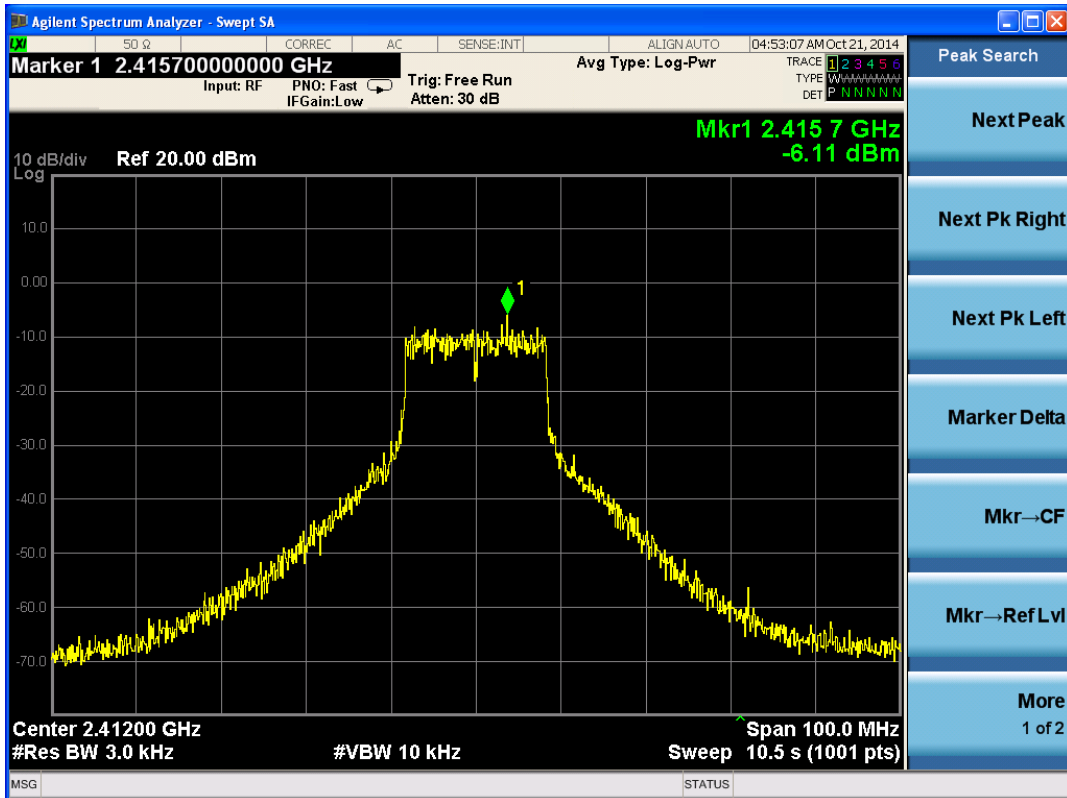 Agilent Spectrum Analyzer - Swept SA
LXI 50 Ω CORREC AC SENSE:INT ALIGN AUTO 04:53:07 AM Oct 21, 2014
Marker 1 2.415700000000 GHz
Avg Type: Log-Pwr
TRACE 1 2 3 4 5 6
Input: RF PNO: Fast Trig: Free Run
TYPE WWWWWW
IFGain:Low Atten: 30 dB
DET P N N N N N
Peak Search
Mkr1 2.415 7 GHz
-6.11 dBm
10 dB/div Ref 20.00 dBm
Log
10.0
0.00
1
-10.0
-20.0
-30.0
-40.0
-50.0
-60.0
-70.0
Center 2.41200 GHz Span 100.0 MHz
#Res BW 3.0 kHz #VBW 10 kHz Sweep 10.5 s (1001 pts)
MSG STATUS
Next Peak
Next Pk Right
Next Pk Left
Marker Delta
Mkr→CF
Mkr→Ref Lvl
More
1 of 2